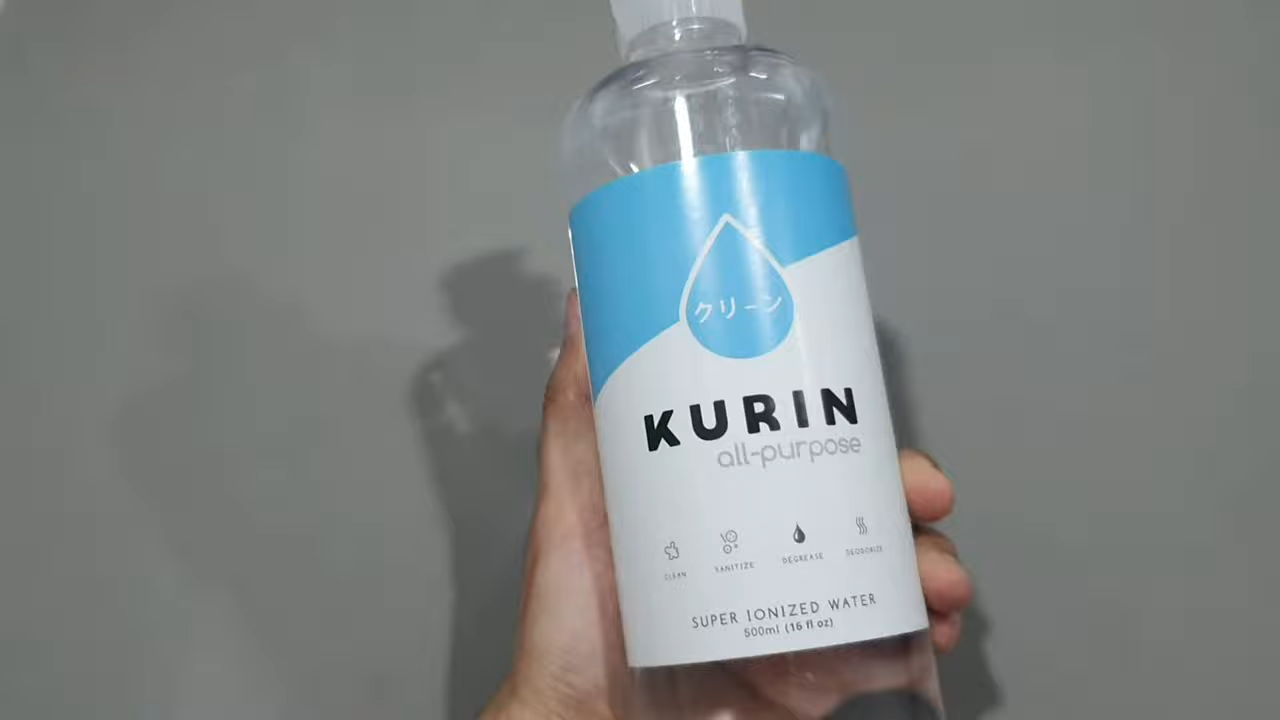 クリーン
KURIN
all-purpose
CLEAN SANITIZE DEGREASE DEODORIZE
SUPER IONIZED WATER
500ml (16 fl oz)